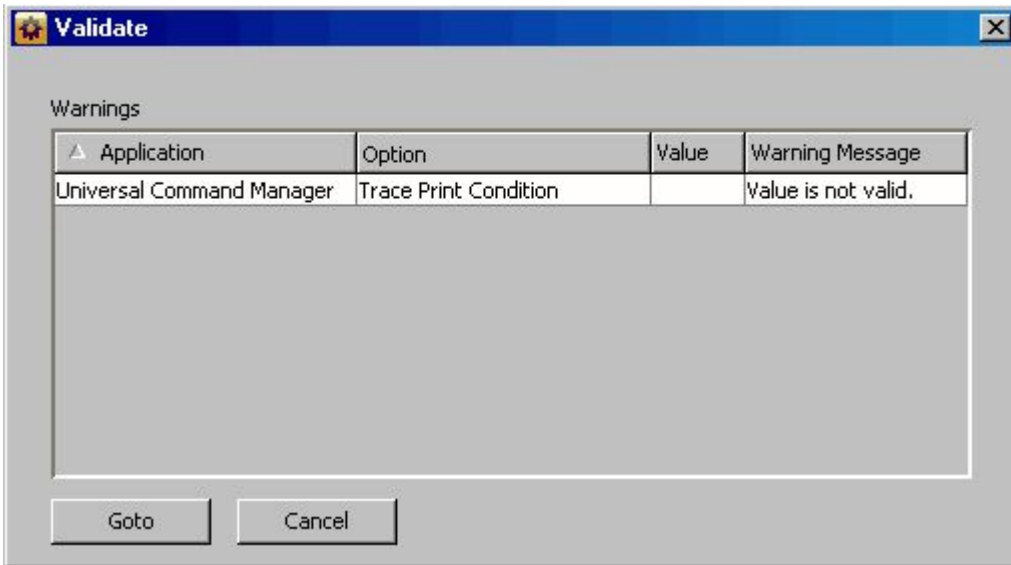 Validate
Warnings
Application Option Value Warning Message
Universal Command Manager Trace Print Condition Value is not valid.
Goto Cancel